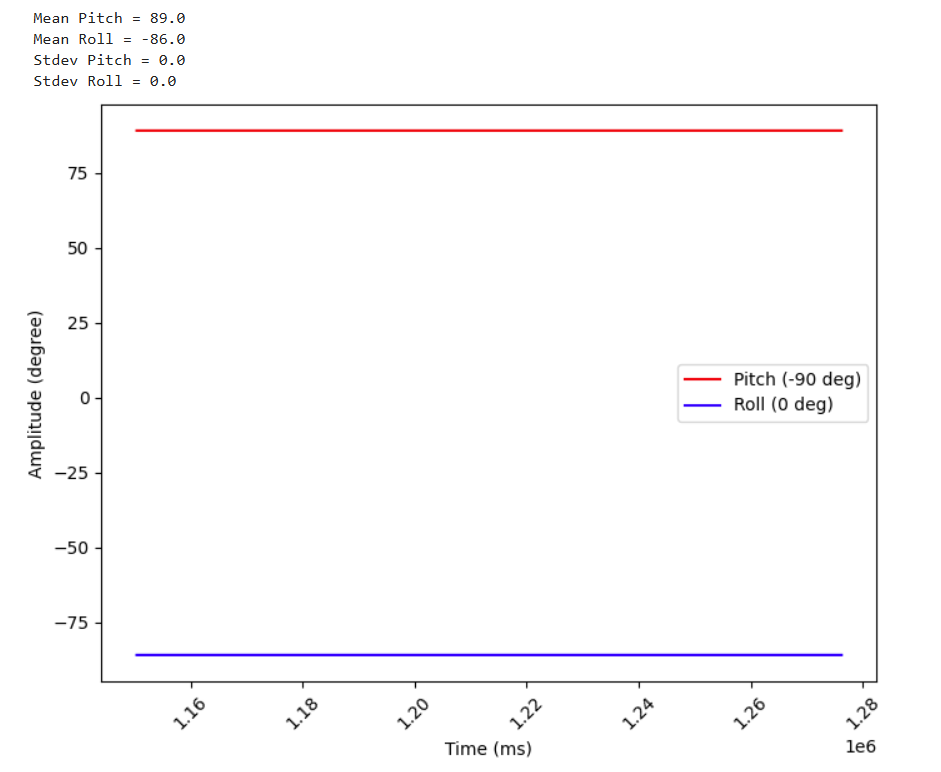 Mean Pitch = 89.0
Mean Roll = -86.0
Stdev Pitch = 0.0
Stdev Roll = 0.0
75
50
25
0
−25
−50
−75
Amplitude (degree)
Pitch (-90 deg)
Roll (0 deg)
1.16
1.18
1.20
1.22
1.24
1.26
1.28
1e6
Time (ms)